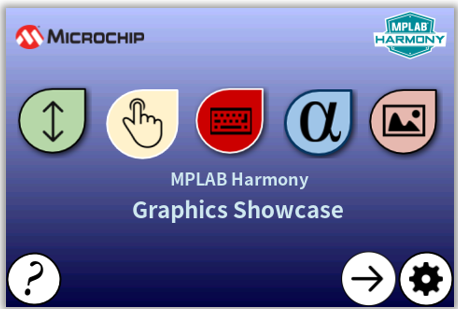 MICROCHIP
MPLAB®
HARMONY
α
MPLAB Harmony
Graphics Showcase
?